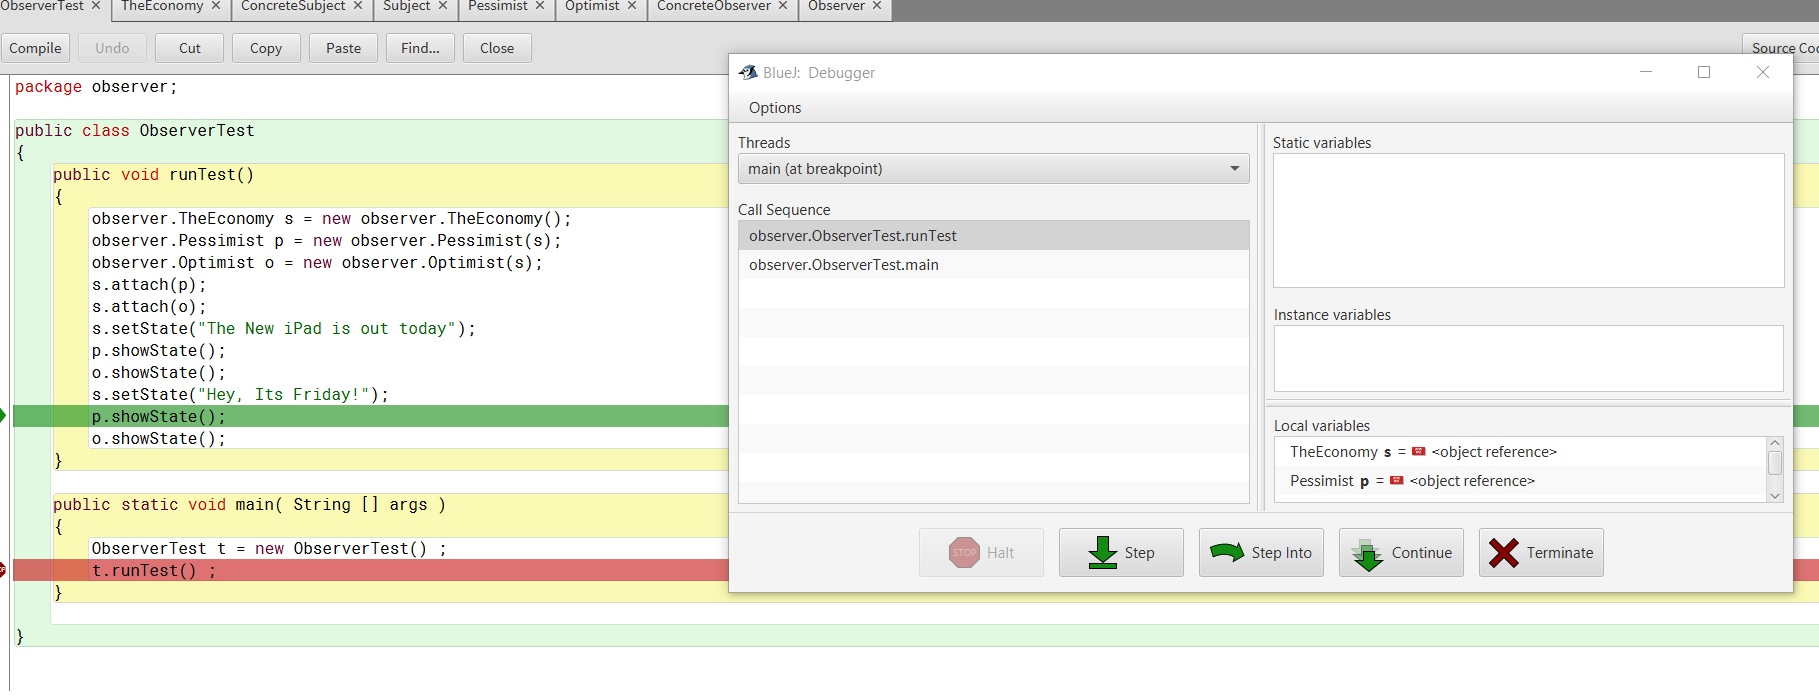 ObserverTest × TheEconomy × ConcreteSubject × Subject × Pessimist × Optimist × ConcreteObserver × Observer ×
Compile Undo Cut Copy Paste Find... Close
package observer;
public class ObserverTest
{
public void runTest()
{
observer.TheEconomy s = new observer.TheEconomy();
observer.Pessimist p = new observer.Pessimist(s);
observer.Optimist o = new observer.Optimist(s);
s.attach(p);
s.attach(o);
s.setState("The New iPad is out today");
p.showState();
o.showState();
s.setState("Hey, Its Friday!");
p.showState();
o.showState();
}
public static void main( String [] args )
{
ObserverTest t = new ObserverTest() ;
t.runTest() ;
}
}
Source Coo
BlueJ: Debugger
Options
Threads
main (at breakpoint)
Call Sequence
observer.ObserverTest.runTest
observer.ObserverTest.main
Static variables
Instance variables
Local variables
TheEconomy s = <object reference>
Pessimist p = <object reference>
STOP Halt Step Step Into Continue Terminate